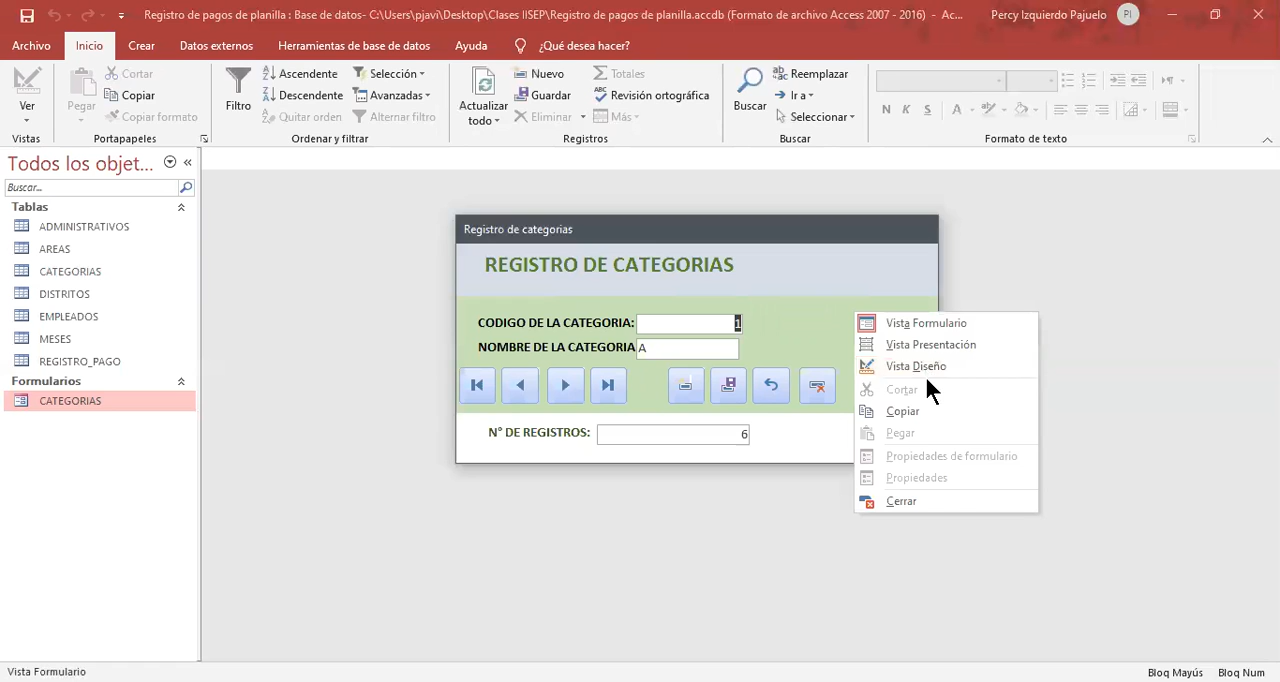 Registro de pagos de planilla : Base de datos- C:\Users\pjavi\Desktop\Clases IISEP\Registro de pagos de planilla.accdb (Formato de archivo Access 2007 - 2016) - Ac... Percy Izquierdo Pajuelo PI
Archivo Inicio Crear Datos externos Herramientas de base de datos Ayuda ¿Qué desea hacer?
Ver
Vistas
Pegar
Cortar
Copiar
Copiar formato
Portapapeles
Filtro
Ascendente
Descendente
Quitar orden
Selección
Avanzadas
Alternar filtro
Ordenar y filtrar
Actualizar
todo
Nuevo
Guardar
Eliminar
Totales
Revisión ortográfica
Más
Registros
Buscar
Reemplazar
Ir a
Seleccionar
Buscar
N K S A
Formato de texto
Todos los objet...
Buscar...
Tablas
ADMINISTRATIVOS
AREAS
CATEGORIAS
DISTRITOS
EMPLEADOS
MESES
REGISTRO_PAGO
Formularios
CATEGORIAS
Registro de categorias
REGISTRO DE CATEGORIAS
CODIGO DE LA CATEGORIA: 1
NOMBRE DE LA CATEGORIA A
N° DE REGISTROS: 6
Vista Formulario
Vista Presentación
Vista Diseño
Cortar
Copiar
Pegar
Propiedades de formulario
Propiedades
Cerrar
Vista Formulario Bloq Mayús Bloq Num